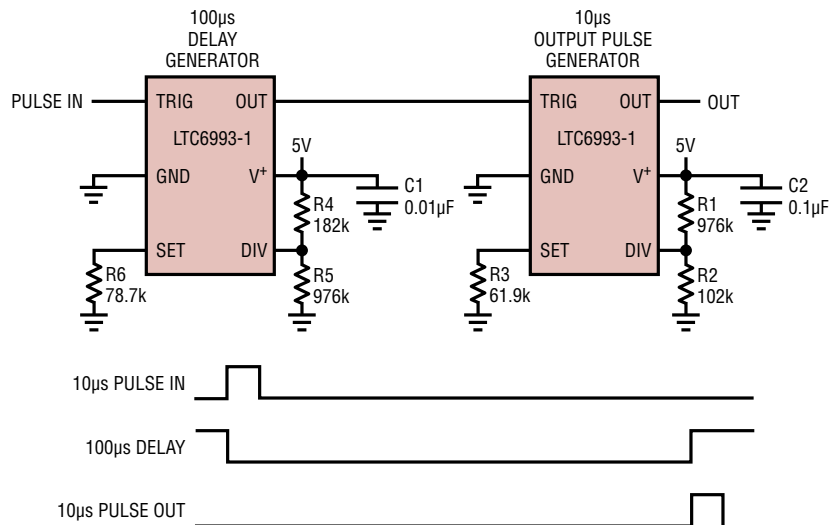 100µs
DELAY
GENERATOR
PULSE IN
TRIG OUT
LTC6993-1
GND V+
SET DIV
5V
C1
0.01µF
R4
182k
R5
976k
R6
78.7k
10µs
OUTPUT PULSE
GENERATOR
TRIG OUT
OUT
LTC6993-1
GND V+
SET DIV
5V
C2
0.1µF
R1
976k
R2
102k
R3
61.9k
10µs PULSE IN
100µs DELAY
10µs PULSE OUT